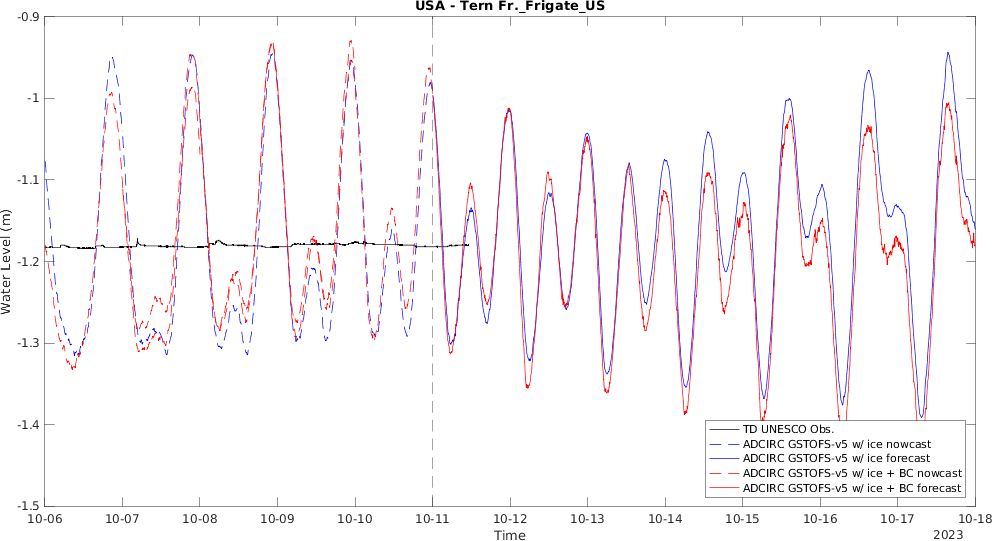 USA - Tern Fr._Frigate_US
-0.9
-1
-1.1
-1.2
-1.3
-1.4
-1.5
Water Level (m)
TD UNESCO Obs.
ADCIRC GSTOFS-v5 w/ ice nowcast
ADCIRC GSTOFS-v5 w/ ice forecast
ADCIRC GSTOFS-v5 w/ ice + BC nowcast
ADCIRC GSTOFS-v5 w/ ice + BC forecast
10-06 10-07 10-08 10-09 10-10 10-11 10-12 10-13 10-14 10-15 10-16 10-17 10-18
Time
2023